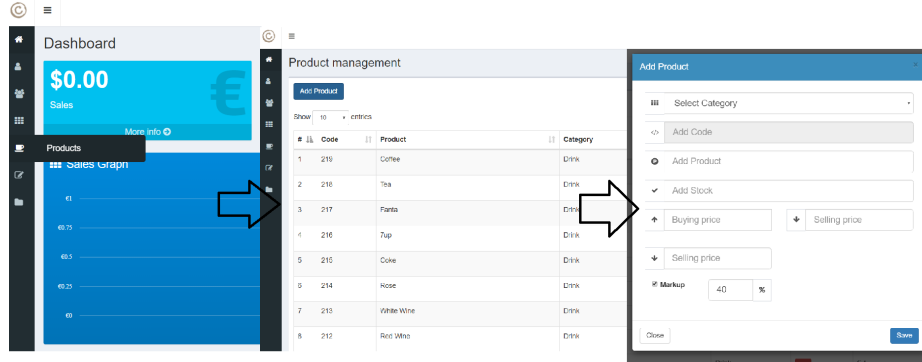 Dashboard
$0.00
€
Sales
More info
Products
Sales Graph
€1
€0.75
€0.5
€0.25
€0
Product management
Add Product
Show 10 entries
# Code Product Category
1 219 Coffee Drink
2 218 Tea Drink
3 217 Fanta Drink
4 216 7up Drink
5 215 Coke Drink
6 214 Rose Drink
7 213 White Wine Drink
8 212 Red Wine Drink
Add Product
Select Category
Add Code
Add Product
Add Stock
Buying price Selling price
Selling price
Markup 40 %
Close Save